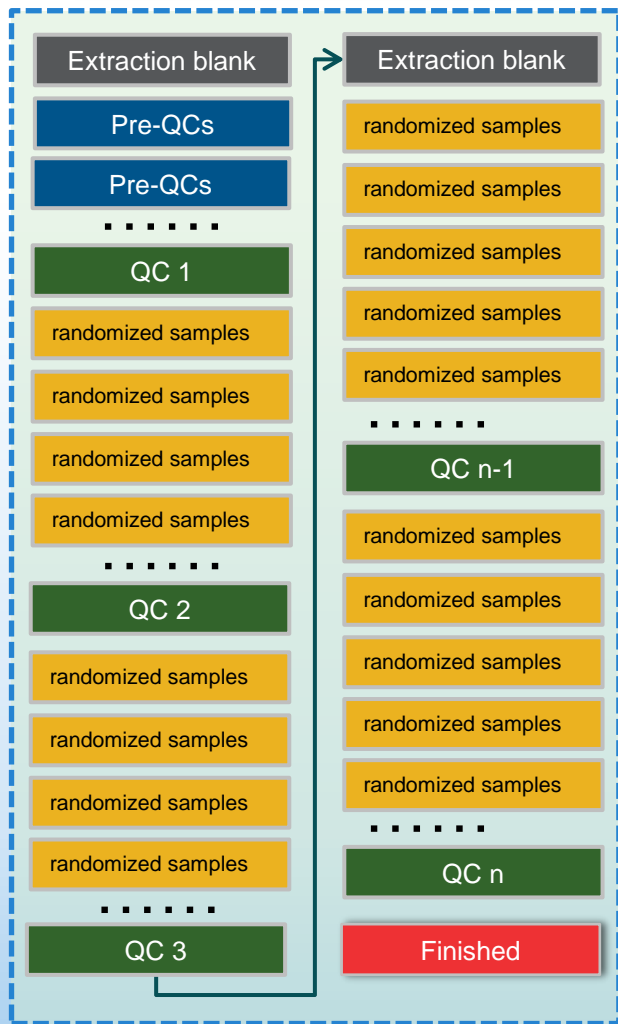 Extraction blank
Pre-QCs
Pre-QCs
......
QC 1
randomized samples
randomized samples
randomized samples
randomized samples
......
QC 2
randomized samples
randomized samples
randomized samples
randomized samples
......
QC 3
Extraction blank
randomized samples
randomized samples
randomized samples
randomized samples
randomized samples
......
QC n-1
randomized samples
randomized samples
randomized samples
randomized samples
randomized samples
......
QC n
Finished